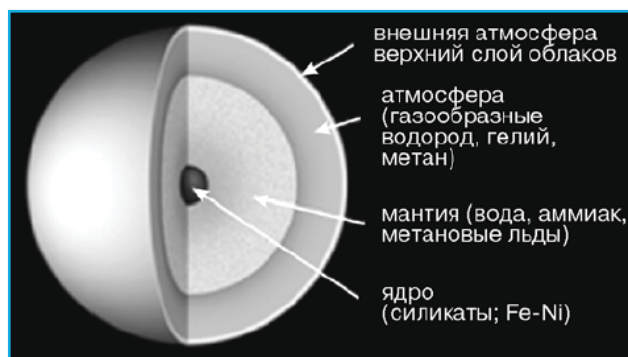 внешняя атмосфера
верхний слой облаков
атмосфера
(газообразные
водород, гелий,
метан)
мантия (вода, аммиак,
метановые льды)
ядро
(силикаты; Fe-Ni)